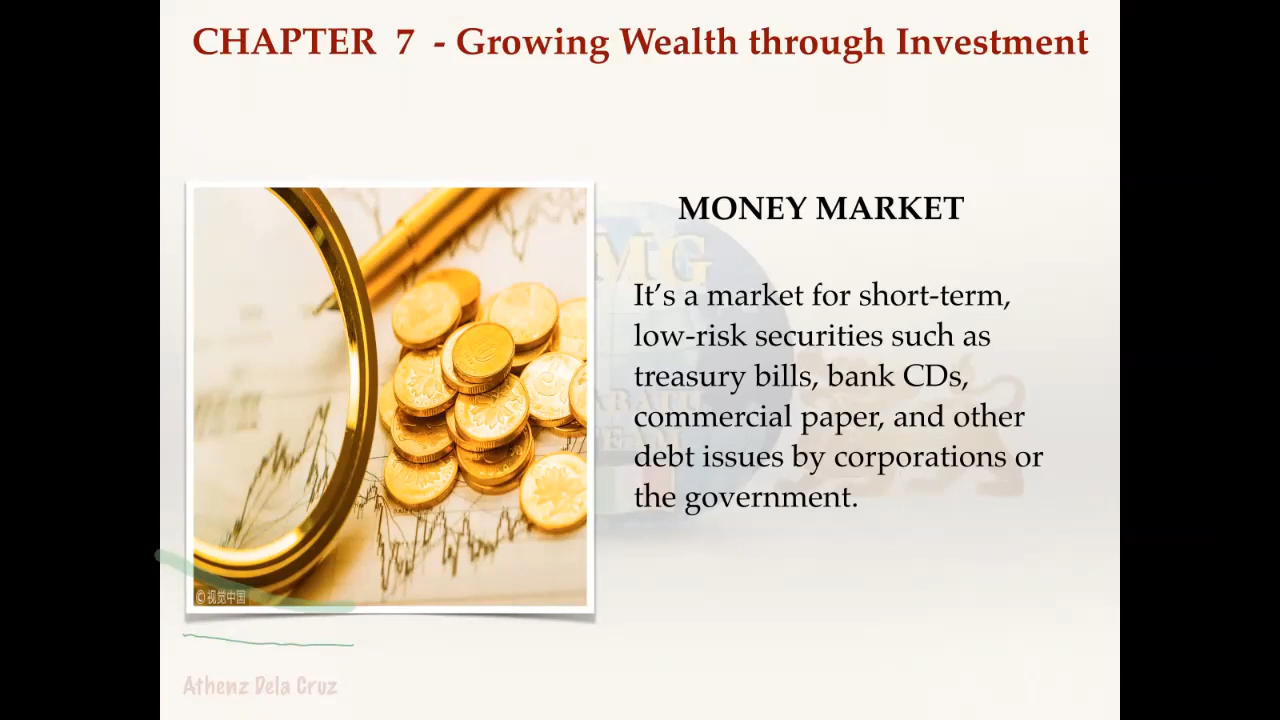 CHAPTER 7 - Growing Wealth through Investment
MONEY MARKET
MG
It's a market for short-term,
low-risk securities such as
treasury bills, bank CDs,
commercial paper, and other
debt issues by corporations or
the government.
TEAM
©视觉中国
Athenz Dela Cruz